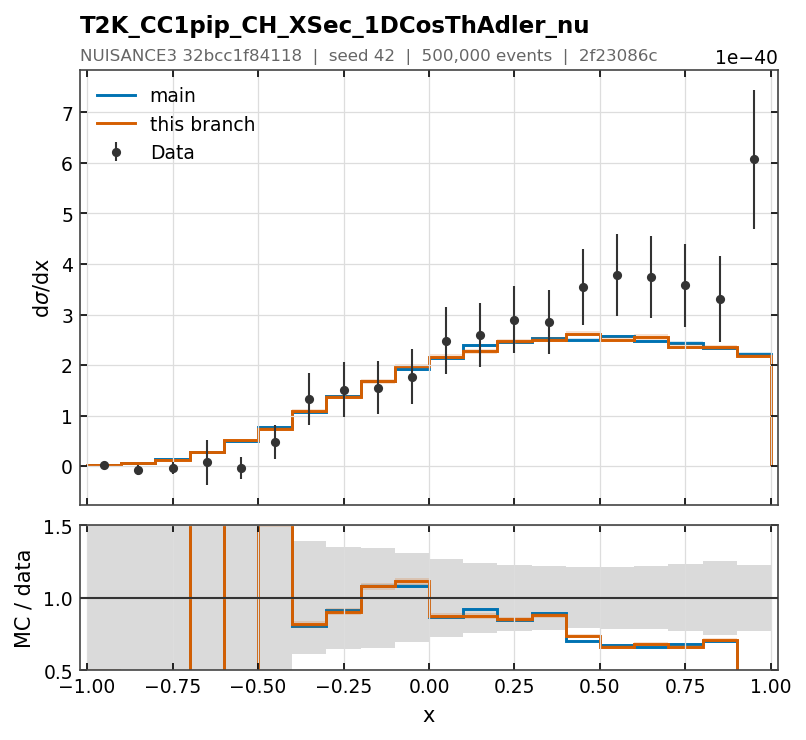 T2K_CC1pip_CH_XSec_1DCosThAdler_nu
NUISANCE3 32bcc1f84118 | seed 42 | 500,000 events | 2f23086c
1e−40
main
this branch
Data
7
6
5
4
3
2
1
0
dσ/dx
1.5
1.0
0.5
MC / data
−1.00 −0.75 −0.50 −0.25 0.00 0.25 0.50 0.75 1.00
x